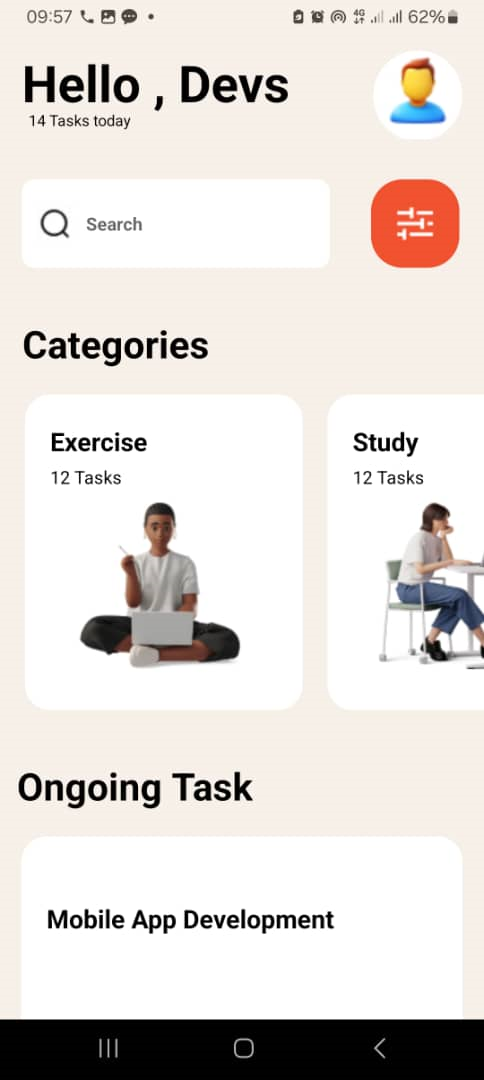 09:57 4G 62%
Hello , Devs
14 Tasks today
Search
Categories
Exercise Study
12 Tasks 12 Tasks
Ongoing Task
Mobile App Development